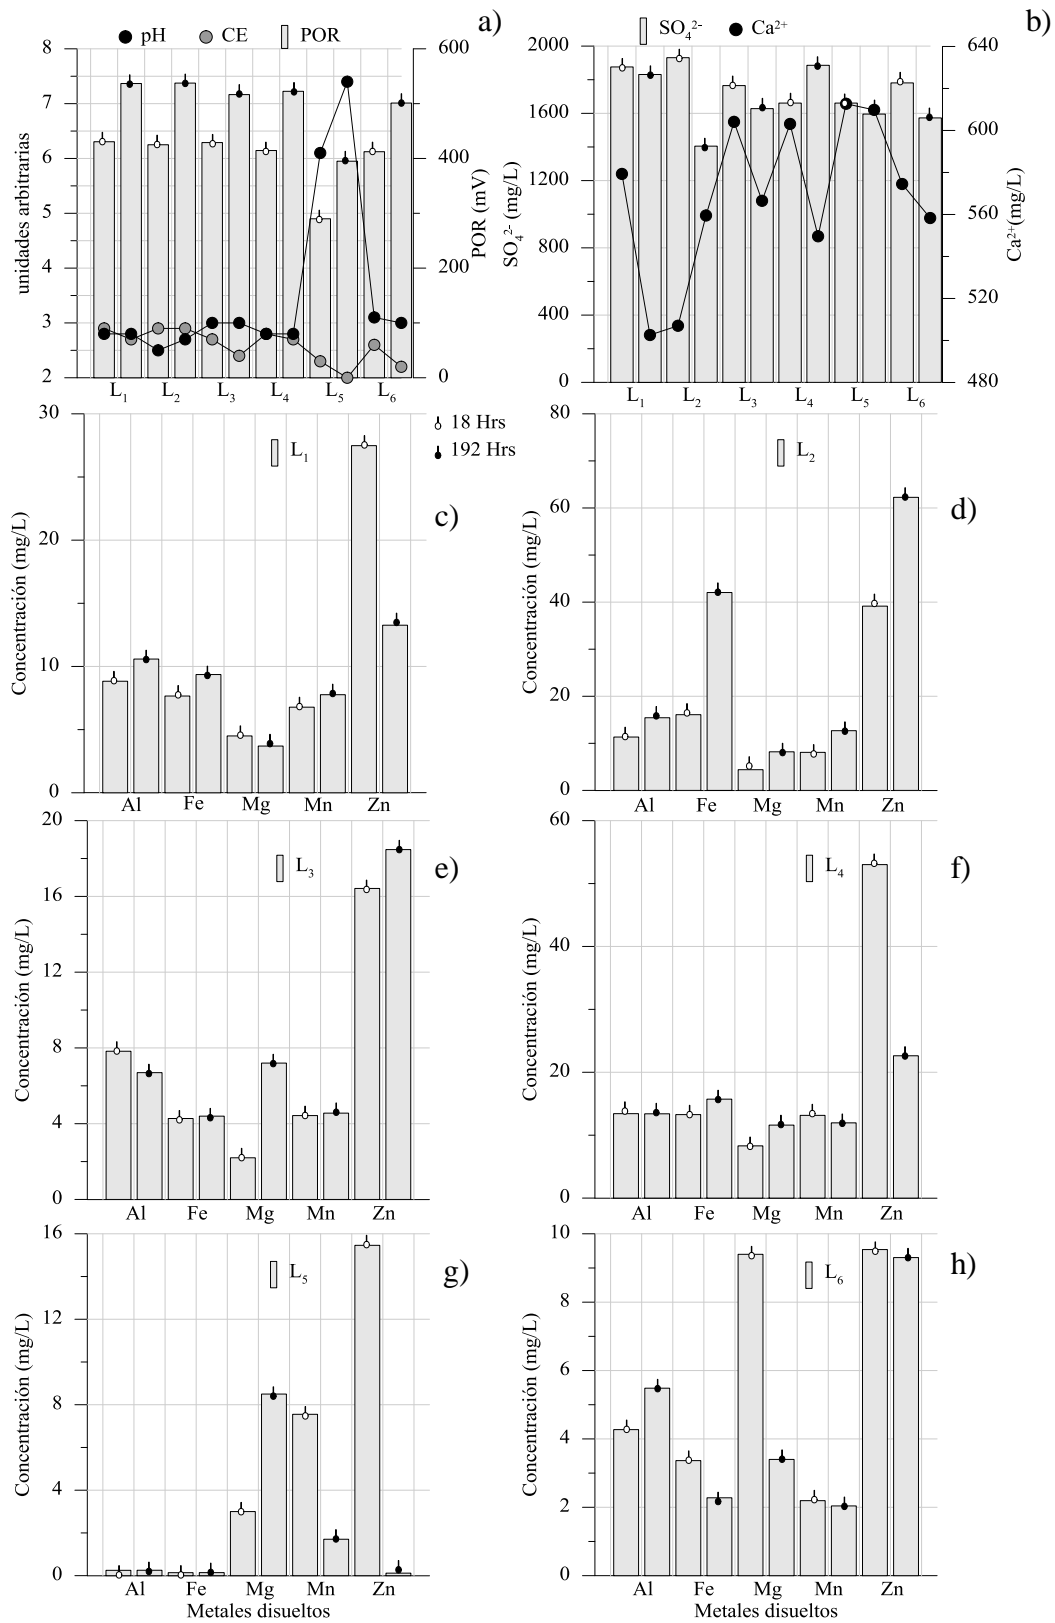 a)
pH CE POR
8
7
6
5
4
3
2
unidades arbitrarias
600
400
200
0
POR (mV)
L1 L2 L3 L4 L5 L6
b)
SO4 2- Ca2+
2000
1600
1200
800
400
0
SO4 2- (mg/L)
640
600
560
520
480
Ca2+(mg/L)
L1 L2 L3 L4 L5 L6
18 Hrs
192 Hrs
c)
L1
30
20
10
0
Concentración (mg/L)
Al Fe Mg Mn Zn
d)
L2
80
60
40
20
0
Concentración (mg/L)
Al Fe Mg Mn Zn
e)
L3
20
16
12
8
4
0
Concentración (mg/L)
Al Fe Mg Mn Zn
f)
L4
60
40
20
0
Concentración (mg/L)
Al Fe Mg Mn Zn
g)
L5
16
12
8
4
0
Concentración (mg/L)
Al Fe Mg Mn Zn
Metales disueltos
h)
L6
10
8
6
4
2
0
Concentración (mg/L)
Al Fe Mg Mn Zn
Metales disueltos